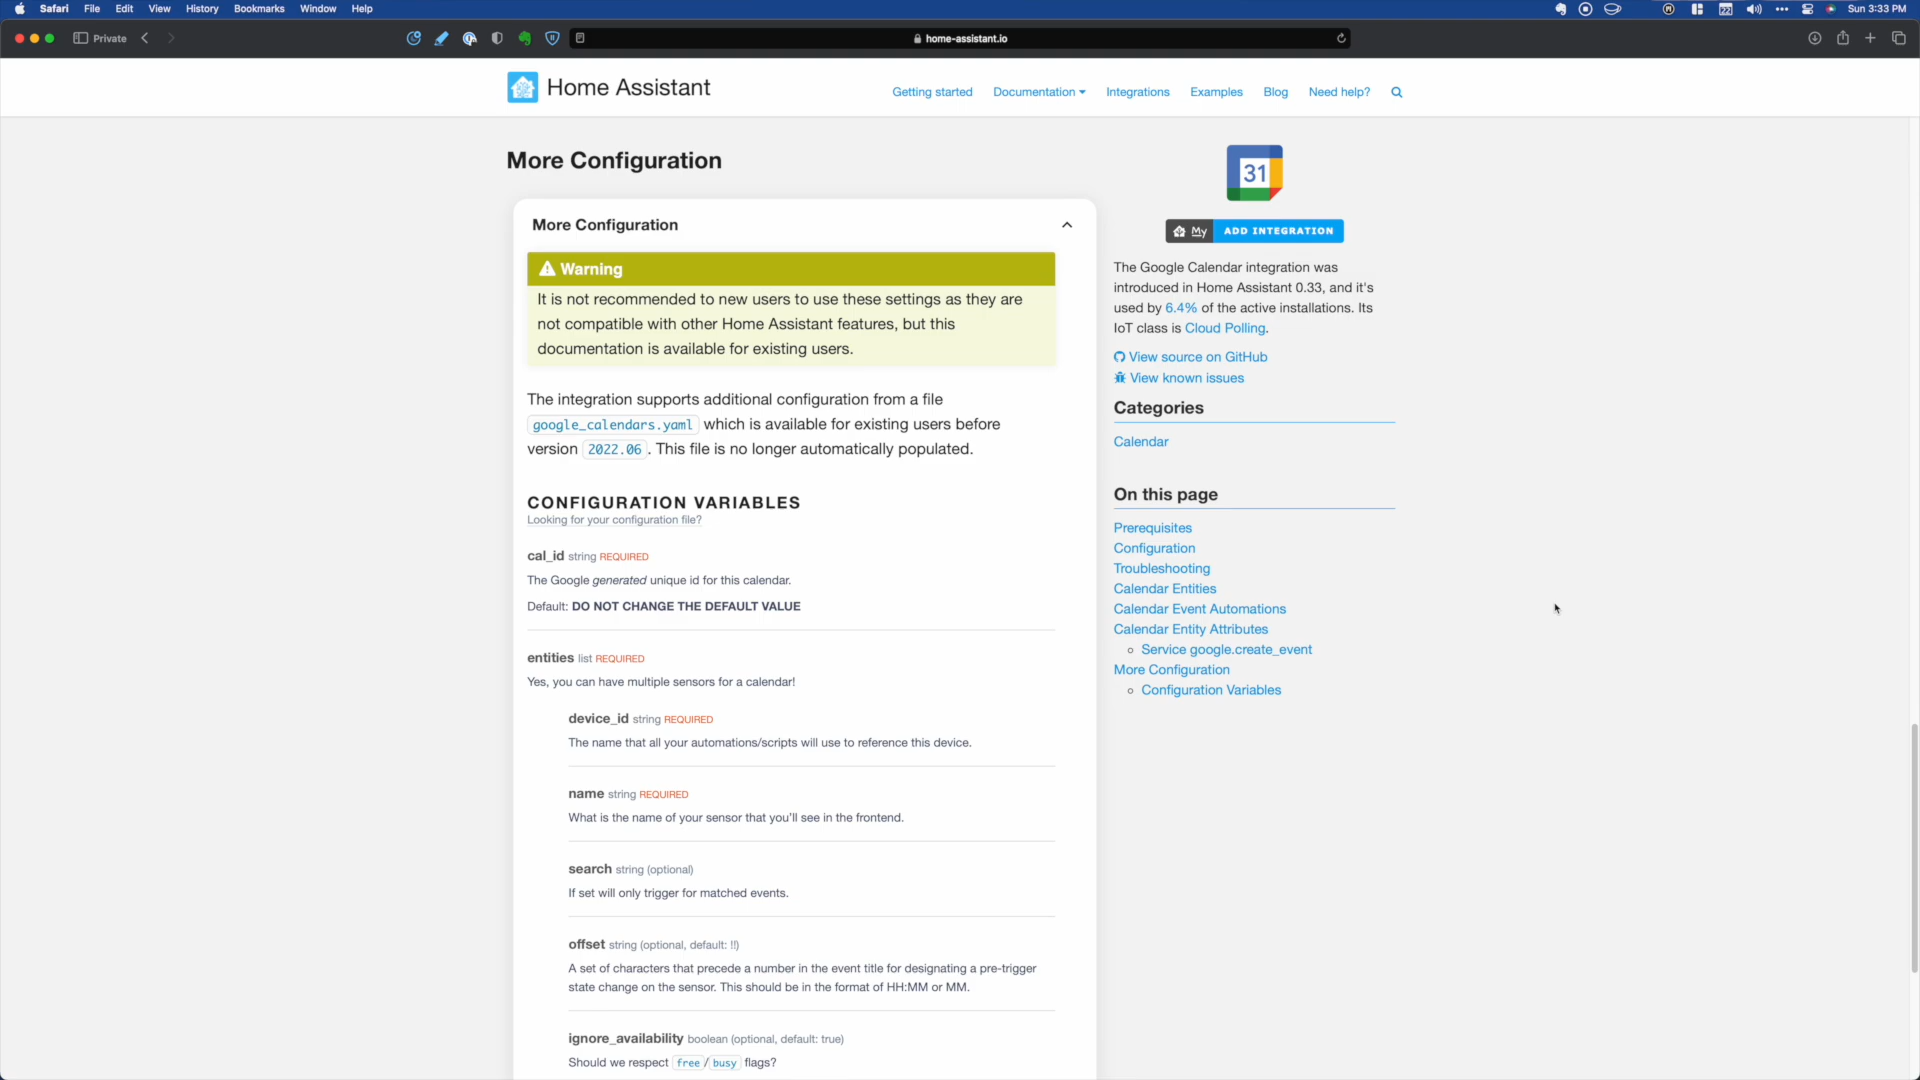 Safari File Edit View History Bookmarks Window Help
Sun 3:33 PM
Private
home-assistant.io
Home Assistant
Getting started Documentation Integrations Examples Blog Need help?
More Configuration
More Configuration
Warning
It is not recommended to new users to use these settings as they are
not compatible with other Home Assistant features, but this
documentation is available for existing users.
The integration supports additional configuration from a file
google_calendars.yaml which is available for existing users before
version 2022.06 . This file is no longer automatically populated.
CONFIGURATION VARIABLES
Looking for your configuration file?
cal_id string REQUIRED
The Google generated unique id for this calendar.
Default: DO NOT CHANGE THE DEFAULT VALUE
entities list REQUIRED
Yes, you can have multiple sensors for a calendar!
device_id string REQUIRED
The name that all your automations/scripts will use to reference this device.
name string REQUIRED
What is the name of your sensor that you'll see in the frontend.
search string (optional)
If set will only trigger for matched events.
offset string (optional, default: !!)
A set of characters that precede a number in the event title for designating a pre-trigger
state change on the sensor. This should be in the format of HH:MM or MM.
ignore_availability boolean (optional, default: true)
Should we respect free / busy flags?
31
My ADD INTEGRATION
The Google Calendar integration was
introduced in Home Assistant 0.33, and it's
used by 6.4% of the active installations. Its
IoT class is Cloud Polling.
View source on GitHub
View known issues
Categories
Calendar
On this page
Prerequisites
Configuration
Troubleshooting
Calendar Entities
Calendar Event Automations
Calendar Entity Attributes
Service google.create_event
More Configuration
Configuration Variables